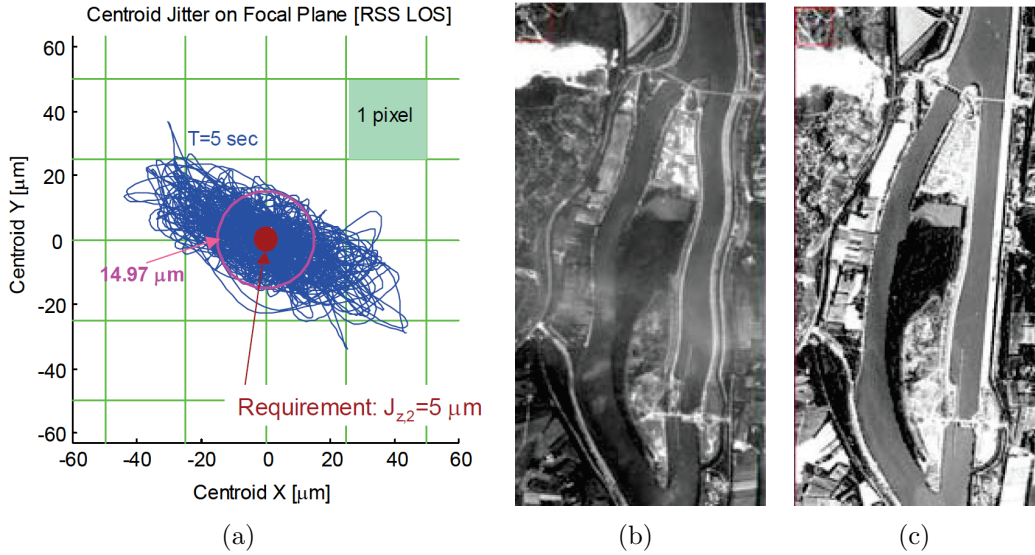 Centroid Jitter on Focal Plane [RSS LOS]
60
40
20
0
-20
-40
-60
Centroid Y [μm]
1 pixel
T=5 sec
14.97 μm
Requirement: J_{z,2}=5 μm
-60
-40
-20
0
20
40
60
Centroid X [μm]
(a)
(b)
(c)